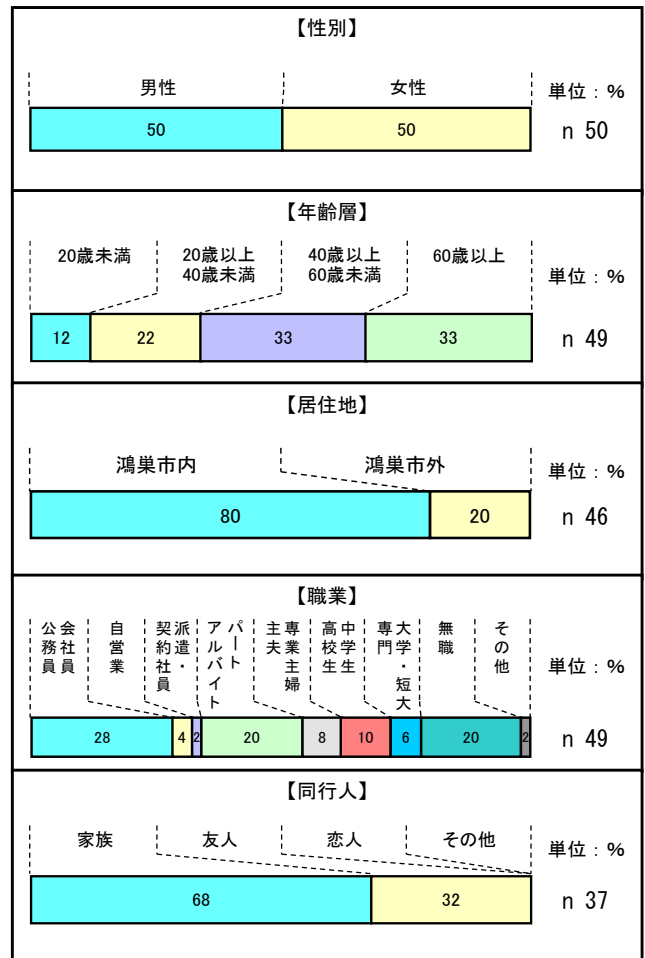 【性別】
男性 女性 単位：%
50 50 n 50
【年齢層】
20歳未満 20歳以上 40歳未満 40歳以上 60歳未満 60歳以上 単位：%
12 22 33 33 n 49
【居住地】
鴻巣市内 鴻巣市外 単位：%
80 20 n 46
【職業】
会社員 公務員 自営業 派遣・契約社員 パート アルバイト 専業主婦 主夫 中学生 高校生 大学・短大 専門 無職 その他 単位：%
28 4 2 20 8 10 6 20 2 n 49
【同行人】
家族 友人 恋人 その他 単位：%
68 32 n 37